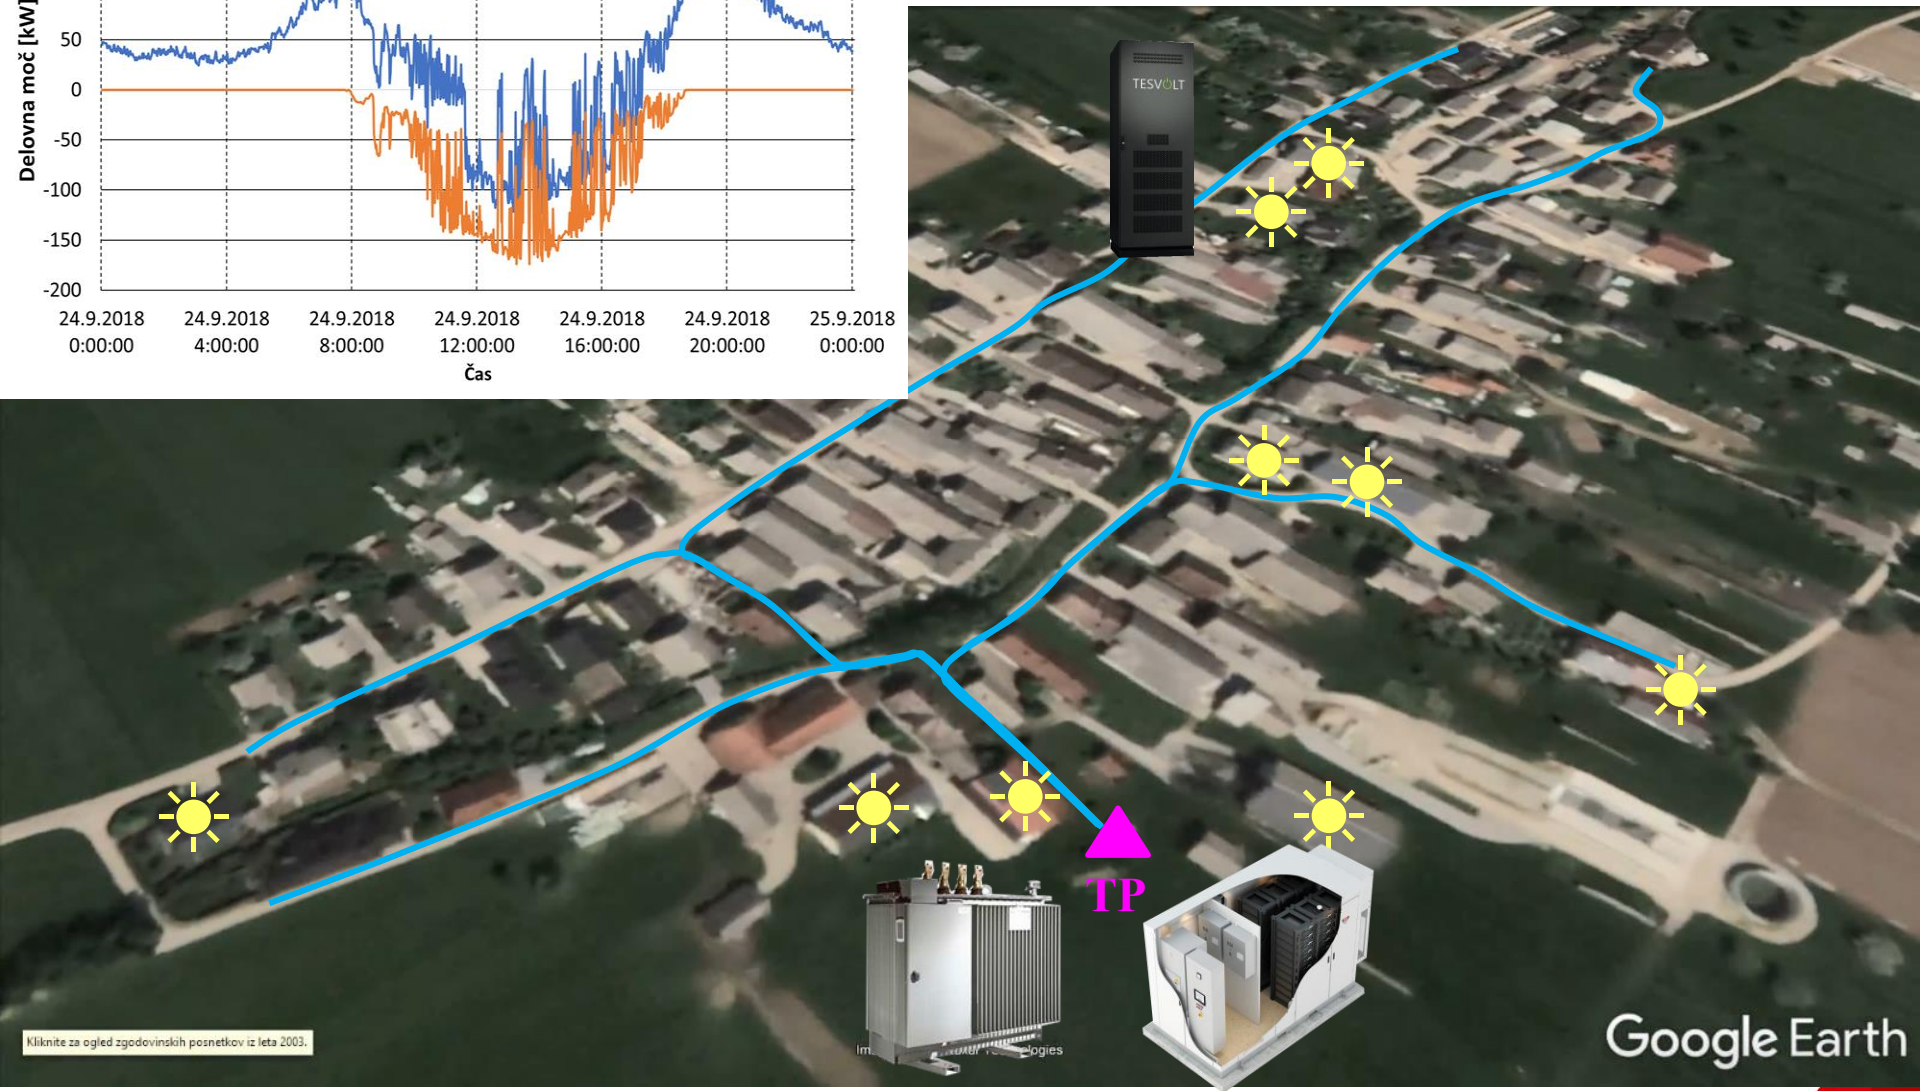 Delovna moč [kW]
50
0
-50
-100
-150
-200
24.9.2018 24.9.2018 24.9.2018 24.9.2018 24.9.2018 24.9.2018 25.9.2018
0:00:00 4:00:00 8:00:00 12:00:00 16:00:00 20:00:00 0:00:00
Čas
TESVOLT
TP
Kliknite za ogled zgodovinskih posnetkov iz leta 2003.
Google Earth